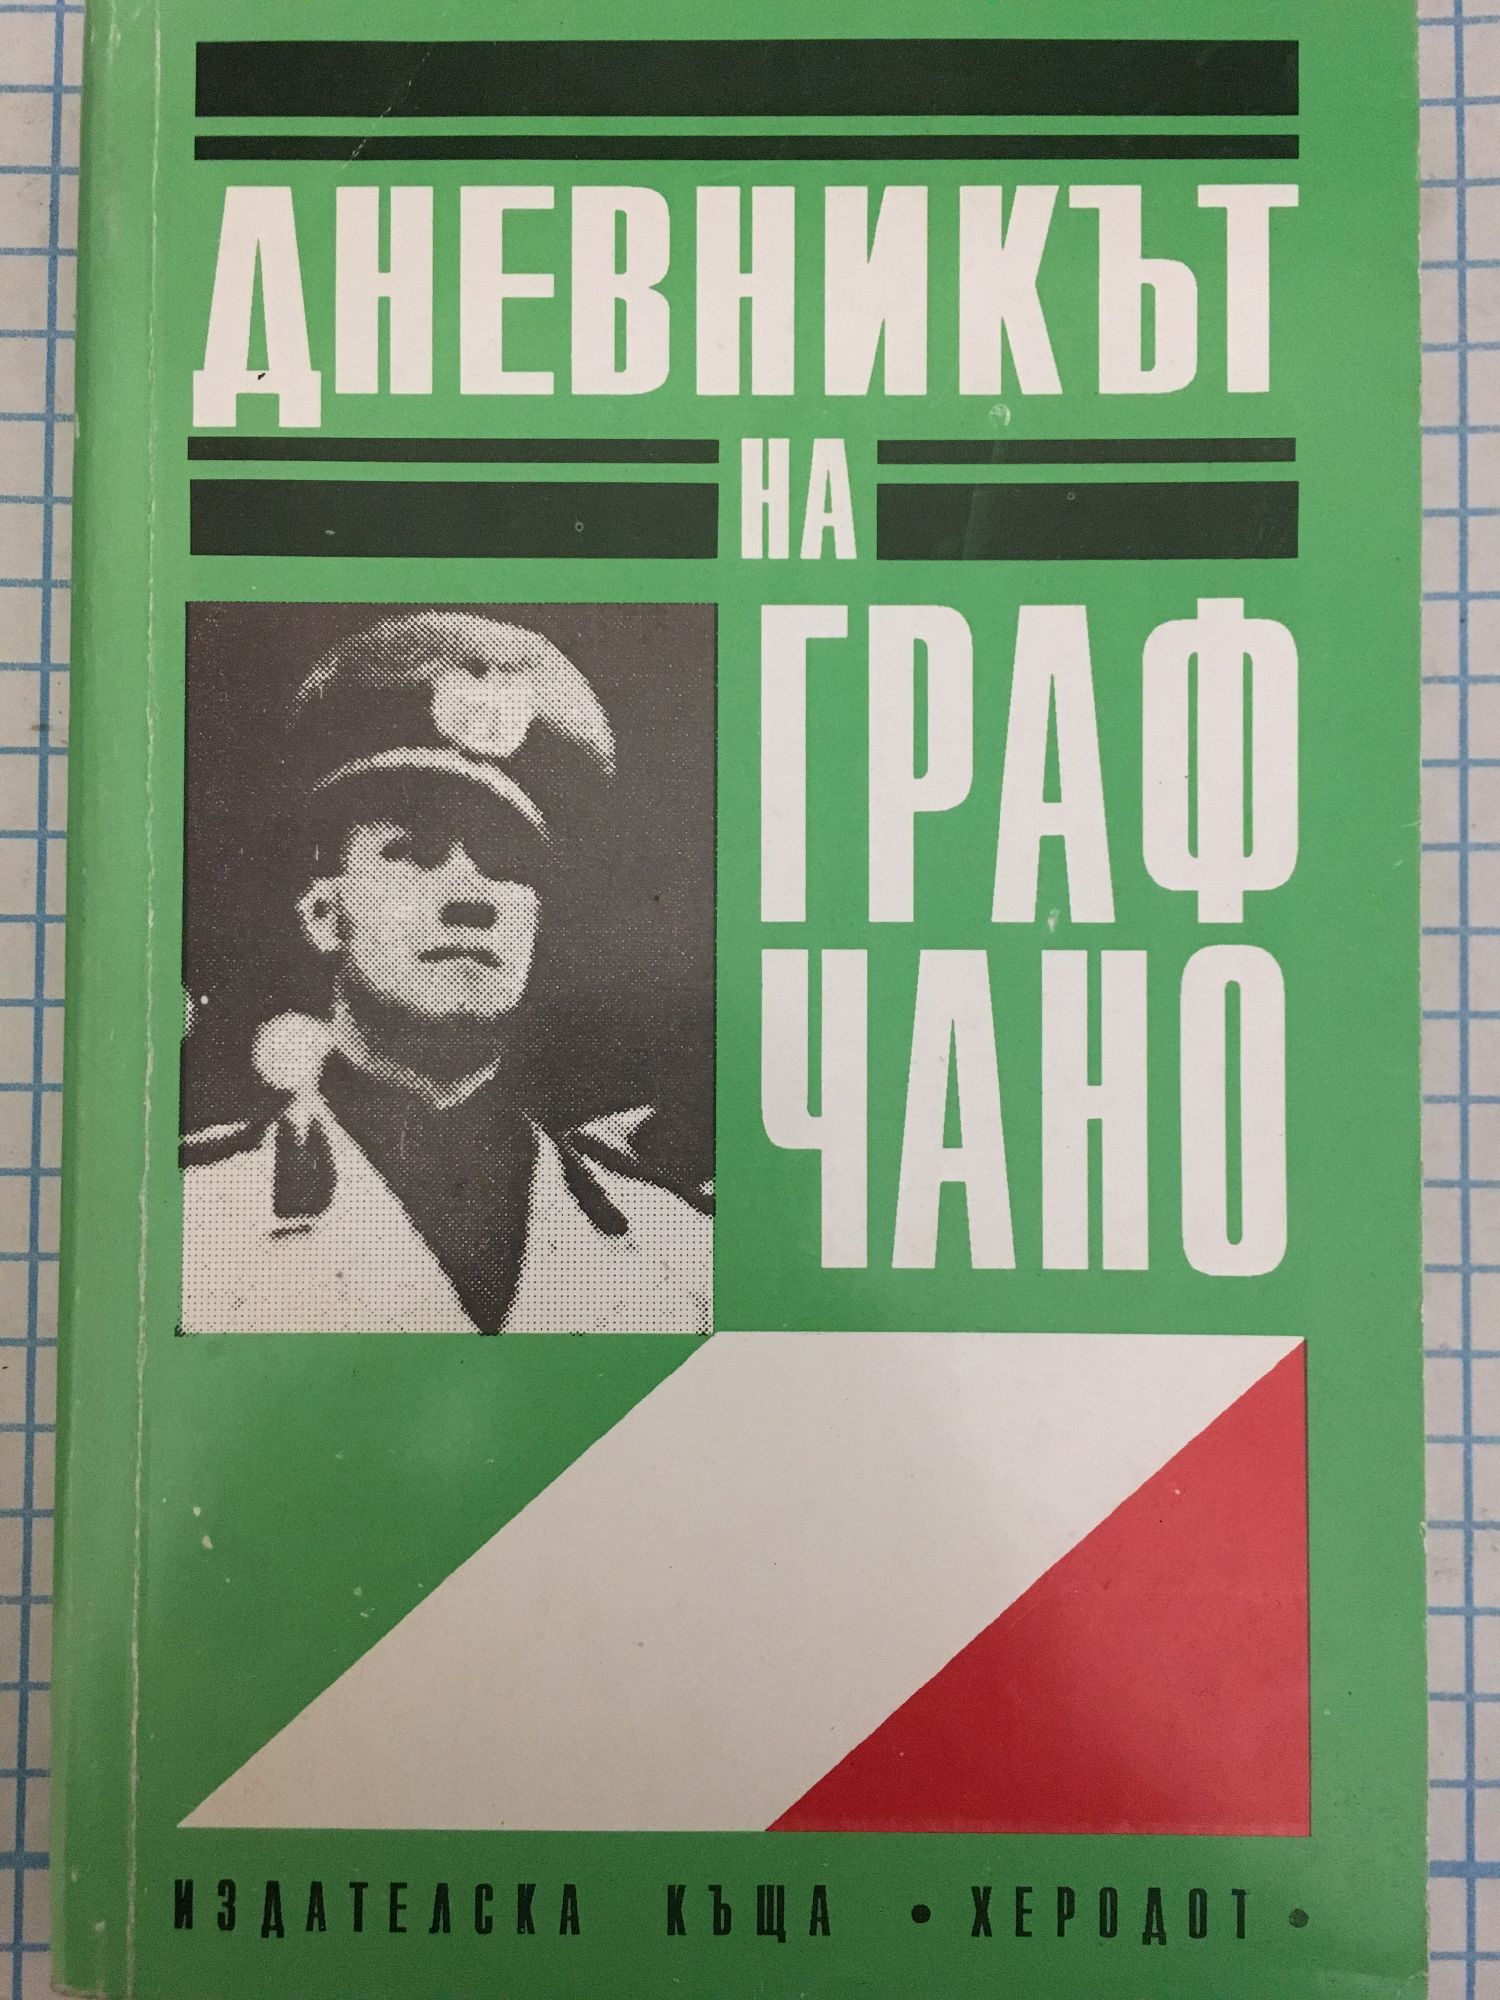 ДНЕВНИКЪТ
НА
ГРАФ
ЧАНО
ИЗДАТЕЛСКА КЪЩА • ХЕРОДОТ •